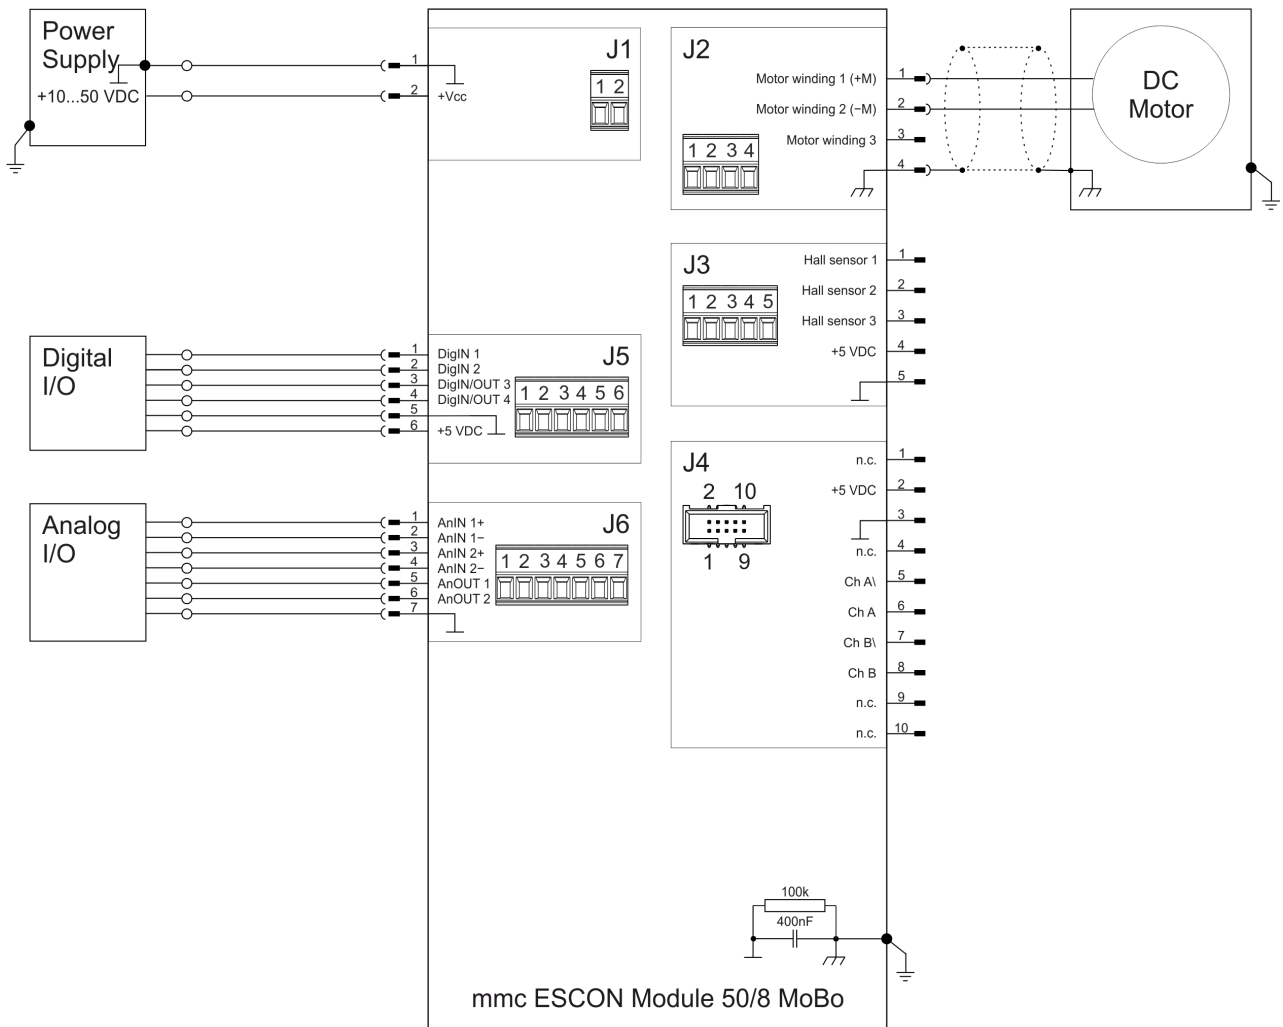 Power
Supply
+10...50 VDC
1
2
+Vcc
J1
1 2
J2
Motor winding 1 (+M)
Motor winding 2 (−M)
Motor winding 3
1
2
3
4
1 2 3 4
DC
Motor
J3
Hall sensor 1
Hall sensor 2
Hall sensor 3
+5 VDC
1
2
3
4
5
1 2 3 4 5
Digital
I/O
1
2
3
4
5
6
DigIN 1
DigIN 2
DigIN/OUT 3
DigIN/OUT 4
+5 VDC
J5
1 2 3 4 5 6
J4
2 10
1 9
n.c.
+5 VDC
n.c.
Ch A\
Ch A
Ch B\
Ch B
n.c.
n.c.
1
2
3
4
5
6
7
8
9
10
Analog
I/O
1
2
3
4
5
6
7
AnIN 1+
AnIN 1−
AnIN 2+
AnIN 2−
AnOUT 1
AnOUT 2
J6
1 2 3 4 5 6 7
100k
400nF
mmc ESCON Module 50/8 MoBo